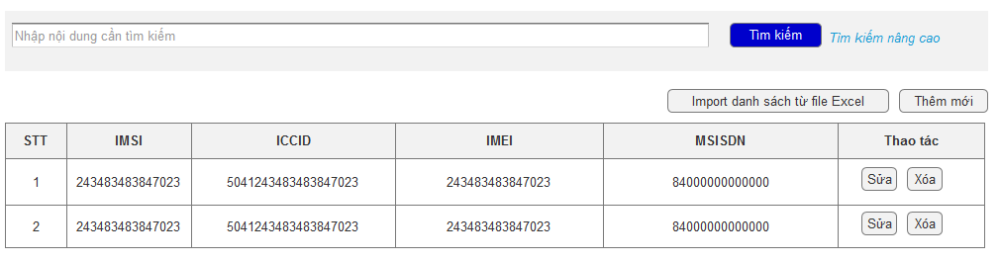 Nhập nội dung cần tìm kiếm Tìm kiếm Tìm kiếm nâng cao
Import danh sách từ file Excel Thêm mới
STT IMSI ICCID IMEI MSISDN Thao tác
1 243483483847023 5041243483483847023 243483483847023 84000000000000 Sửa Xóa
2 243483483847023 5041243483483847023 243483483847023 84000000000000 Sửa Xóa